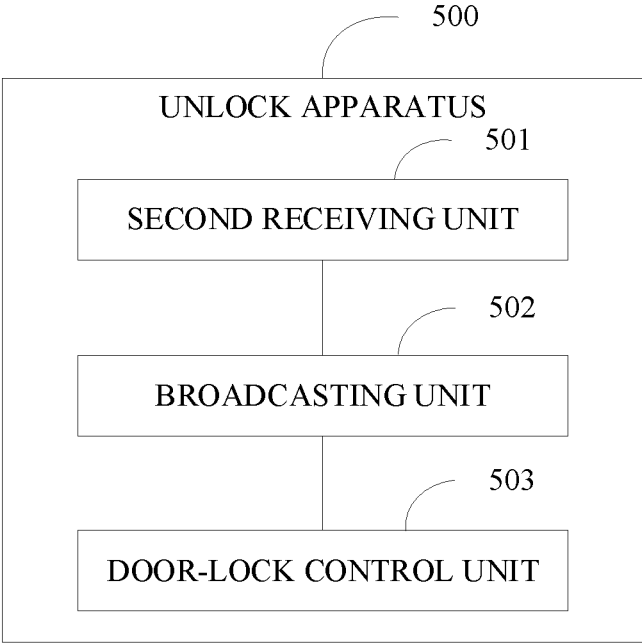 500
UNLOCK APPARATUS
501
SECOND RECEIVING UNIT
502
BROADCASTING UNIT
503
DOOR-LOCK CONTROL UNIT